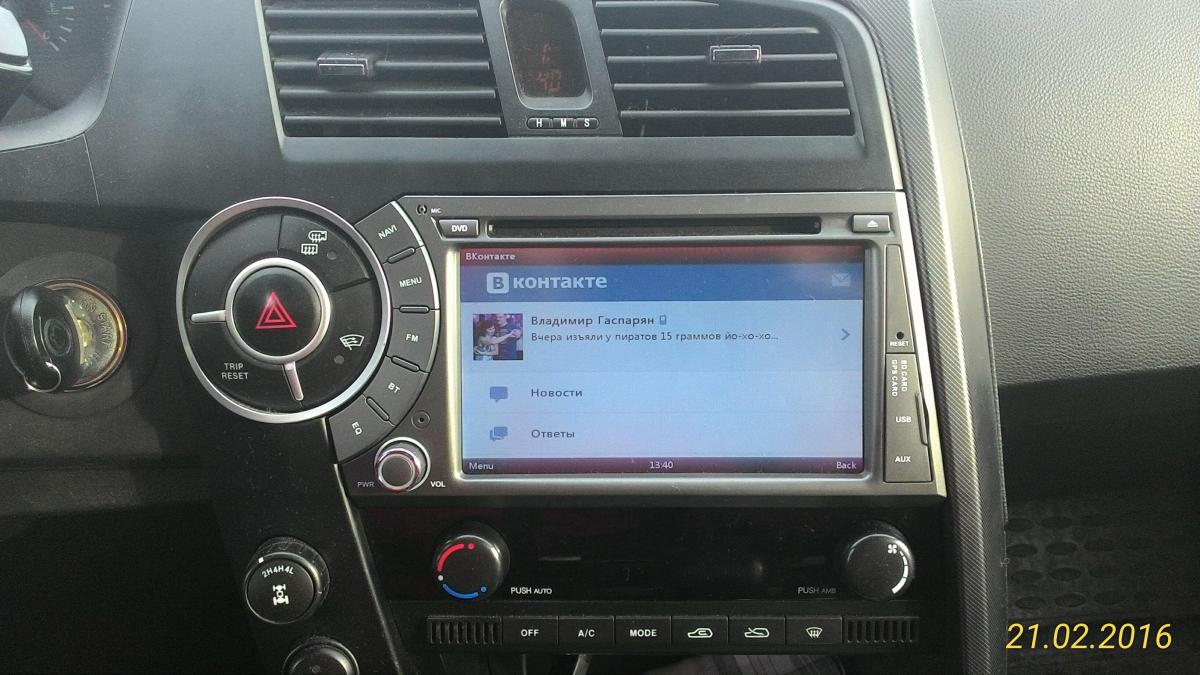 C
1:
40
H M S
MIC
DVD
NAVI
MENU
FM
BT
EQ
TRIP
RESET
PWR
VOL
ВКонтакте
В контакте
Владимир Гаспарян
Вчера изъяли у пиратов 15 граммов йо-хо-хо...
Новости
Ответы
Menu 13:40 Back
RESET
SD CARD
GPS CARD
USB
AUX
2H4H4L
PUSH AUTO
PUSH AMB
OFF A/C MODE
21.02.2016